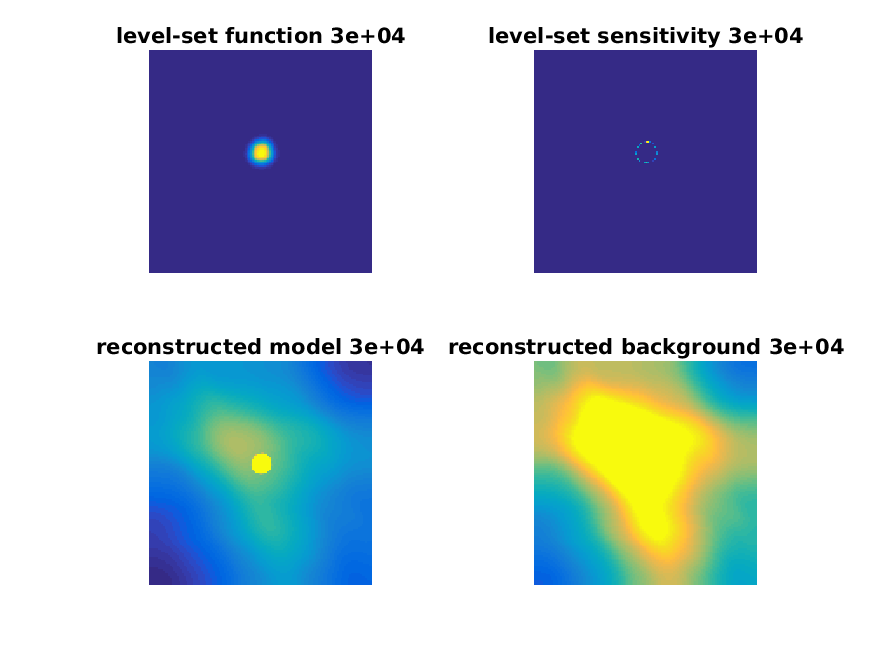 level-set function 3e+04
level-set sensitivity 3e+04
reconstructed model 3e+04
reconstructed background 3e+04